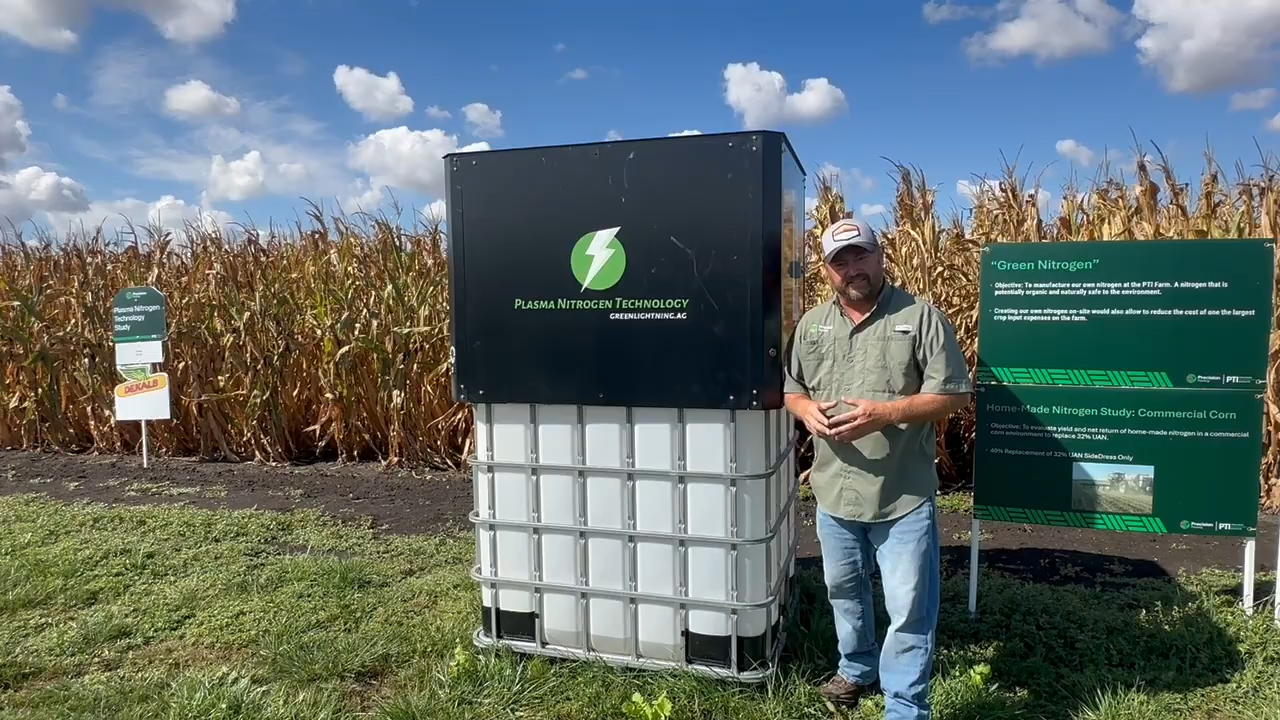 Precision
Plasma Nitrogen
Technology
Study
DEKALB
PLASMA NITROGEN TECHNOLOGY
GREENLIGHTNING.AG
"Green Nitrogen"
· Objective: To manufacture our own nitrogen at the PTI Farm. A nitrogen that is
potentially organic and naturally safe to the environment.
· Creating our own nitrogen on-site would also allow to reduce the cost of one the largest
crop input expenses on the farm.
Precision PTI
Home-Made Nitrogen Study: Commercial Corn
· Objective: To evaluate yield and net return of home-made nitrogen in a commercial
corn environment to replace 32% UAN.
· 40% Replacement of 32% UAN SideDress Only
Precision PTI